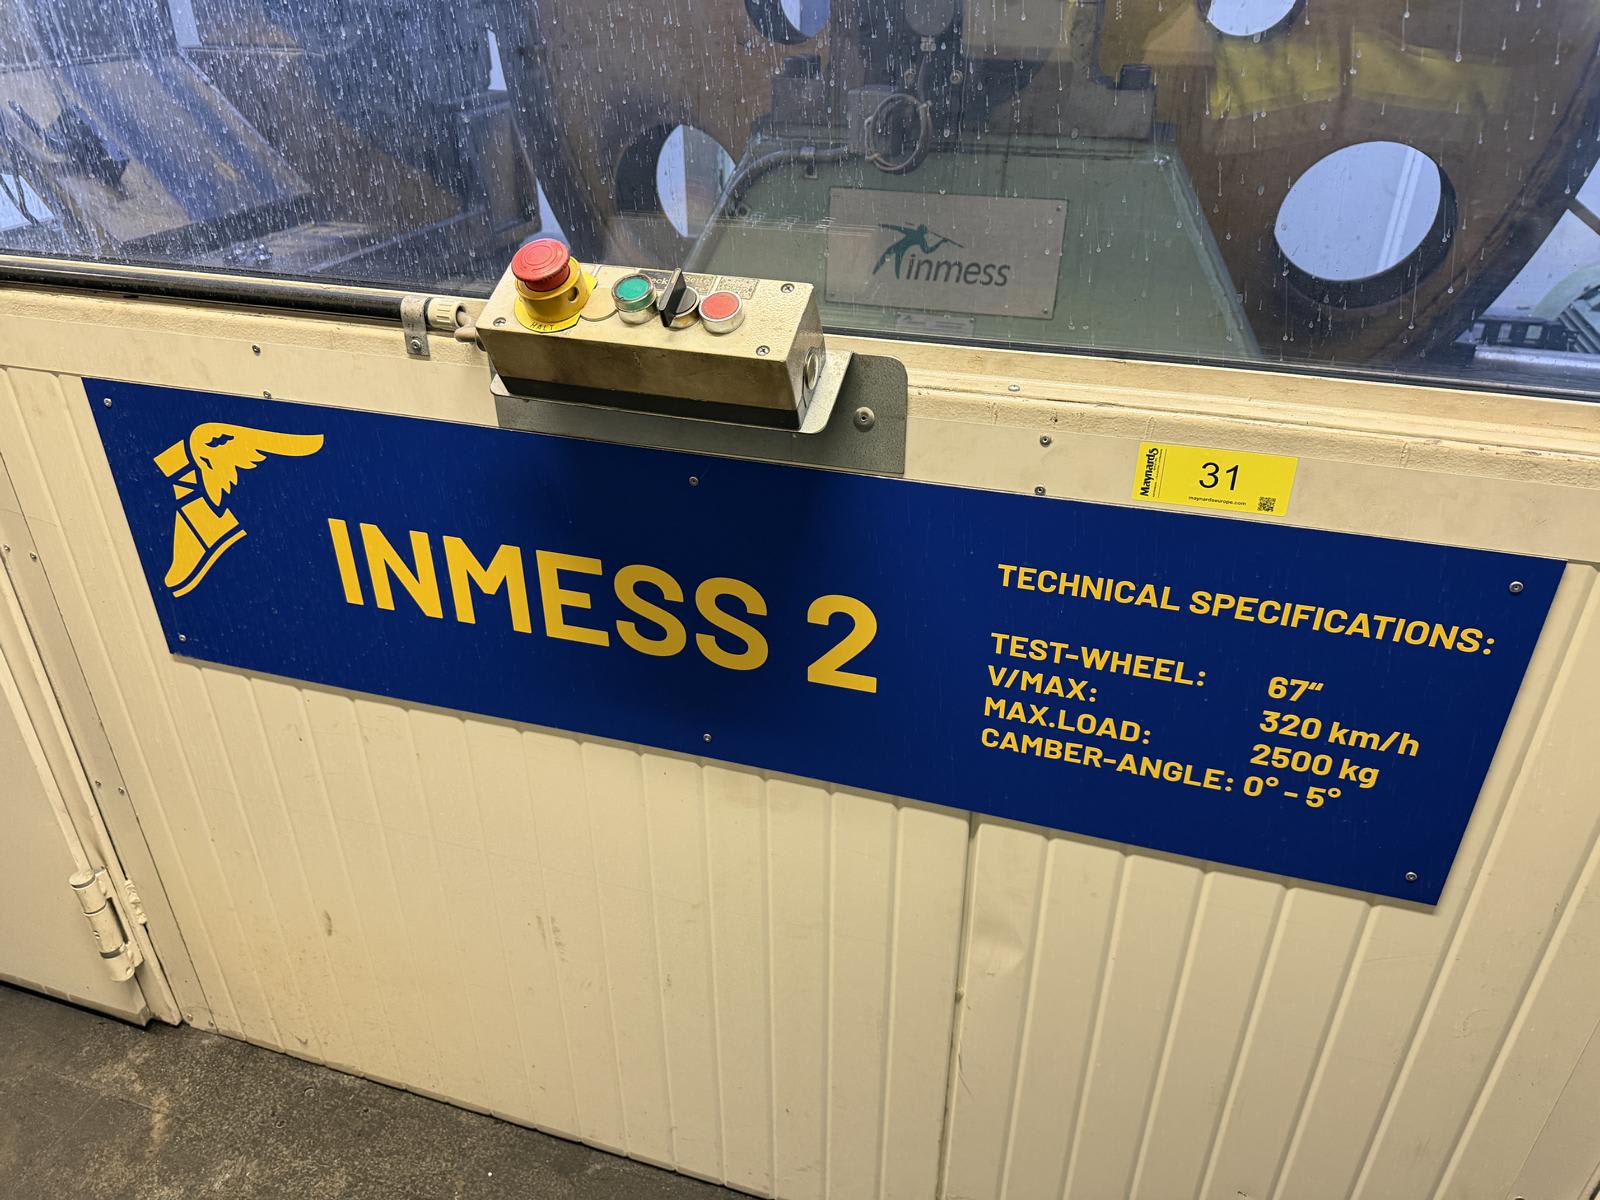 inmess
HALT
Maynards
31
maynardseurope.com
INMESS 2
TECHNICAL SPECIFICATIONS:
TEST-WHEEL: 67“
V/MAX: 320 km/h
MAX.LOAD: 2500 kg
CAMBER-ANGLE: 0° - 5°